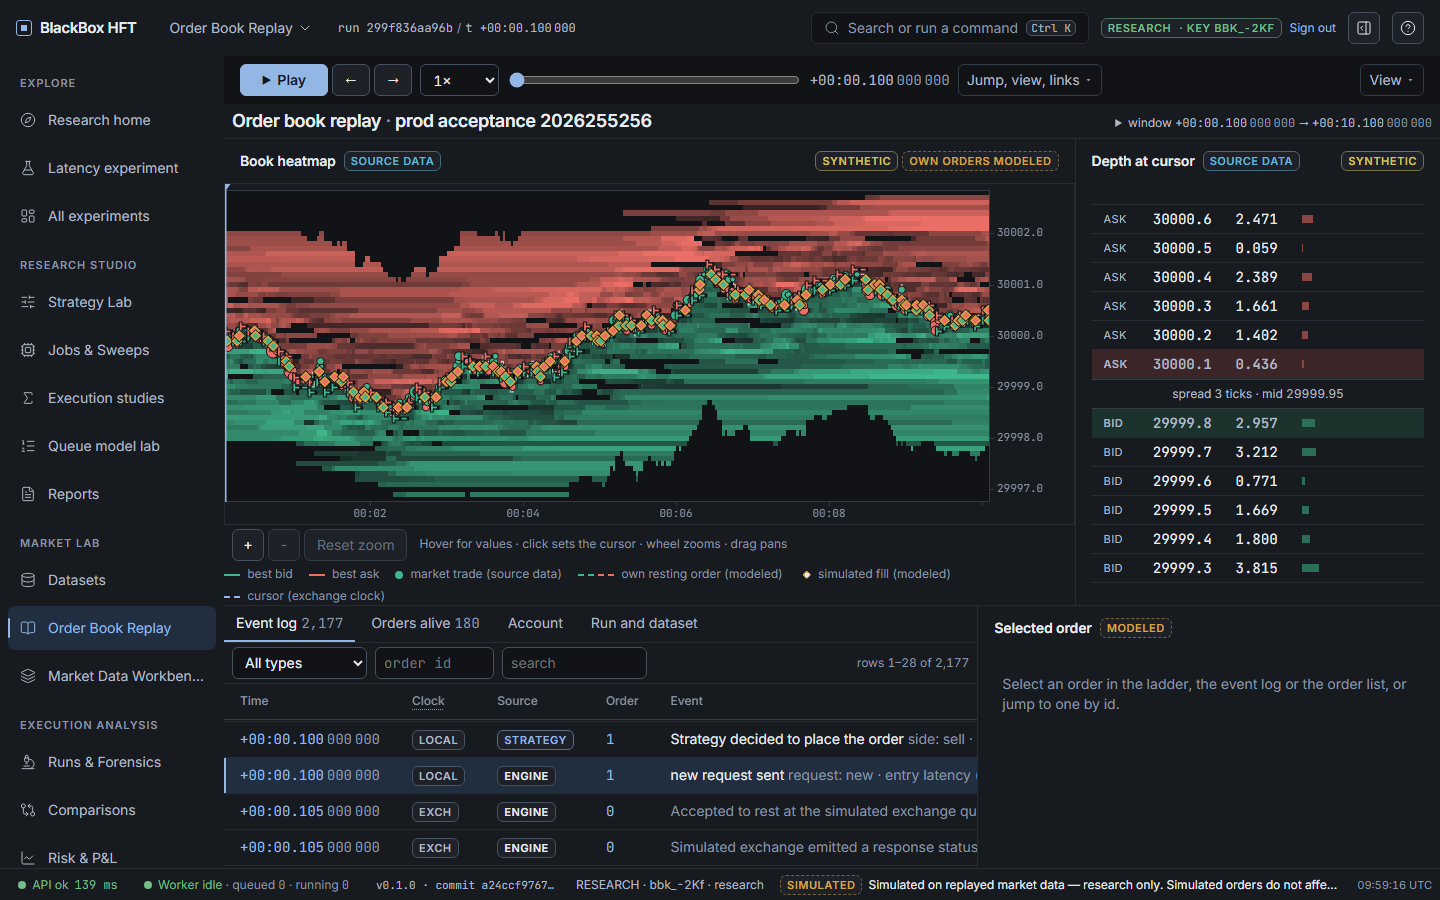 BlackBox HFT
Order Book Replay
run 299f836aa96b / t +00:00.100 000
Search or run a command Ctrl K
RESEARCH · KEY BBK_-2KF
Sign out
EXPLORE
Research home
Latency experiment
All experiments
RESEARCH STUDIO
Strategy Lab
Jobs & Sweeps
Execution studies
Queue model lab
Reports
MARKET LAB
Datasets
Order Book Replay
Market Data Workben...
EXECUTION ANALYSIS
Runs & Forensics
Comparisons
Risk & P&L
Play ← → 1× +00:00.100 000 000 Jump, view, links View
Order book replay · prod acceptance 2026255256
window +00:00.100 000 000 → +00:10.100 000 000
Book heatmap SOURCE DATA SYNTHETIC OWN ORDERS MODELED
30002.0
30001.0
30000.0
29999.0
29998.0
29997.0
00:02 00:04 00:06 00:08
+ - Reset zoom Hover for values · click sets the cursor · wheel zooms · drag pans
best bid best ask market trade (source data) own resting order (modeled) simulated fill (modeled)
cursor (exchange clock)
Depth at cursor SOURCE DATA SYNTHETIC
ASK 30000.6 2.471
ASK 30000.5 0.059
ASK 30000.4 2.389
ASK 30000.3 1.661
ASK 30000.2 1.402
ASK 30000.1 0.436
spread 3 ticks · mid 29999.95
BID 29999.8 2.957
BID 29999.7 3.212
BID 29999.6 0.771
BID 29999.5 1.669
BID 29999.4 1.800
BID 29999.3 3.815
Event log 2,177 Orders alive 180 Account Run and dataset
All types order id search rows 1–28 of 2,177
Time Clock Source Order Event
+00:00.100 000 000 LOCAL STRATEGY 1 Strategy decided to place the order side: sell ·
+00:00.100 000 000 LOCAL ENGINE 1 new request sent request: new · entry latency
+00:00.105 000 000 EXCH ENGINE 0 Accepted to rest at the simulated exchange qu
+00:00.105 000 000 EXCH ENGINE 0 Simulated exchange emitted a response status
Selected order MODELED
Select an order in the ladder, the event log or the order list, or
jump to one by id.
API ok 139 ms Worker idle · queued 0 · running 0 v0.1.0 · commit a24ccf9767… RESEARCH · bbk_-2Kf · research SIMULATED Simulated on replayed market data — research only. Simulated orders do not affe... 09:59:16 UTC